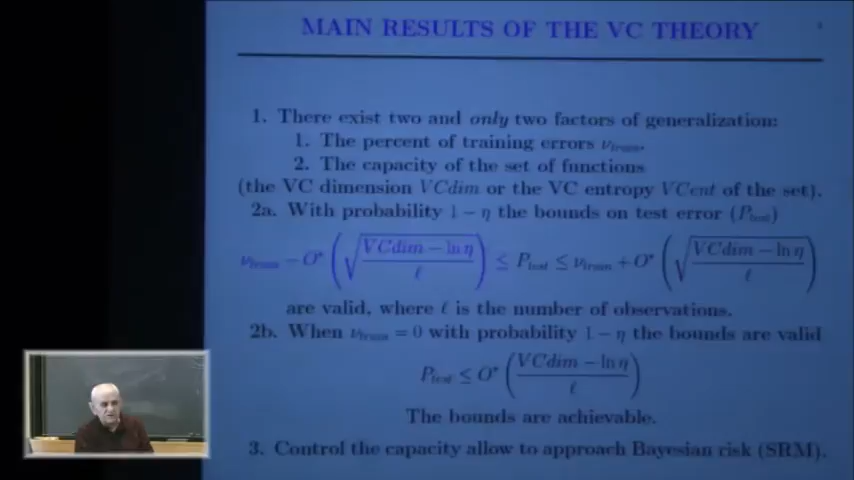 MAIN RESULTS OF THE VC THEORY
1. There exist two and only two factors of generalization:
1. The percent of training errors ν_train.
2. The capacity of the set of functions
(the VC dimension VCdim or the VC entropy VCent of the set).
2a. With probability 1 − η the bounds on test error (P_test)
ν_train − O* ( √( (VCdim − ln η) / ℓ ) ) ≤ P_test ≤ ν_train + O* ( √( (VCdim − ln η) / ℓ ) )
are valid, where ℓ is the number of observations.
2b. When ν_train = 0 with probability 1 − η the bounds are valid
P_test ≤ O* ( (VCdim − ln η) / ℓ )
The bounds are achievable.
3. Control the capacity allow to approach Bayesian risk (SRM).